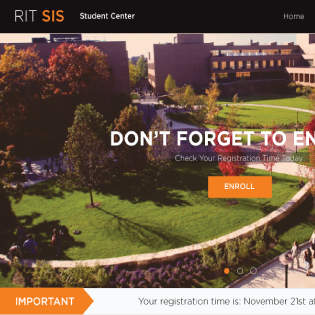 RIT SIS Student Center Home
DON'T FORGET TO EN
Check Your Registration Time Today
ENROLL
IMPORTANT Your registration time is: November 21st at